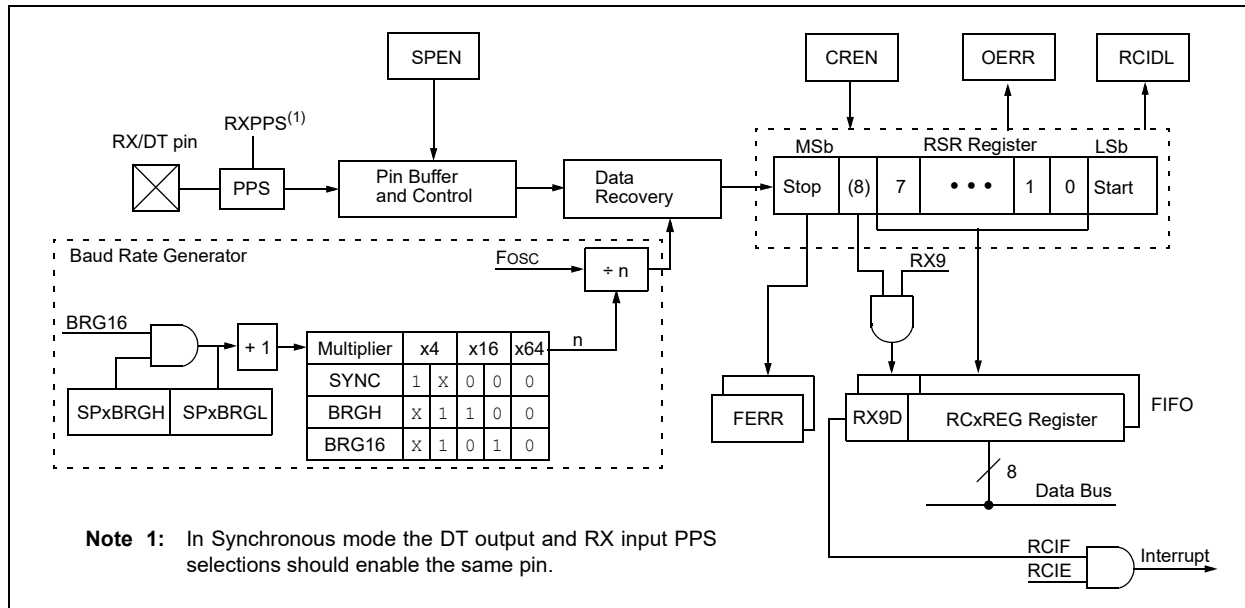 SPEN
CREN
OERR
RCIDL
RXPPS(1)
RX/DT pin
PPS
Pin Buffer
and Control
Data
Recovery
MSb
RSR Register
LSb
Stop (8) 7 • • • 1 0 Start
Baud Rate Generator
FOSC
÷ n
RX9
BRG16
+ 1
n
Multiplier x4 x16 x64
SYNC 1 X 0 0 0
BRGH X 1 1 0 0
BRG16 X 1 0 1 0
SPxBRGH SPxBRGL
FERR
RX9D
RCxREG Register
FIFO
8
Data Bus
Note 1: In Synchronous mode the DT output and RX input PPS
selections should enable the same pin.
RCIF
RCIE
Interrupt